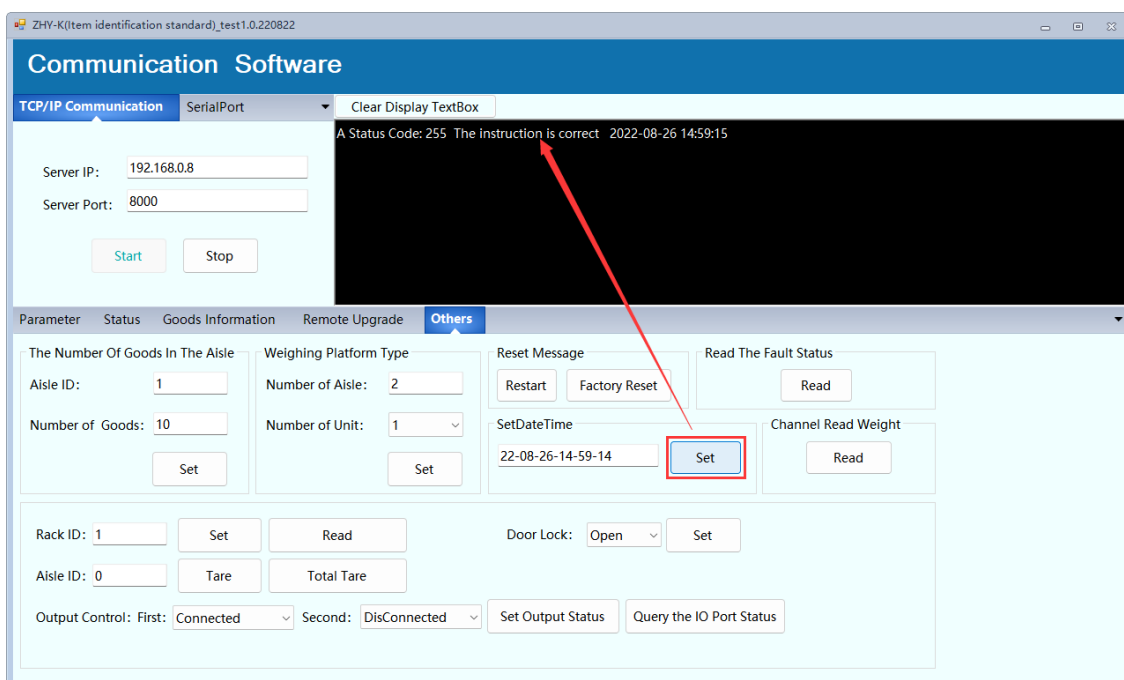 ZHY-K(Item identification standard)_test1.0.220822
Communication Software
TCP/IP Communication SerialPort Clear Display TextBox
A Status Code: 255 The instruction is correct 2022-08-26 14:59:15
Server IP: 192.168.0.8
Server Port: 8000
Start Stop
Parameter Status Goods Information Remote Upgrade Others
The Number Of Goods In The Aisle Weighing Platform Type Reset Message Read The Fault Status
Aisle ID: 1 Number of Aisle: 2 Restart Factory Reset Read
Number of Goods: 10 Number of Unit: 1 SetDateTime Channel Read Weight
22-08-26-14-59-14 Set Read
Set Set
Rack ID: 1 Set Read Door Lock: Open Set
Aisle ID: 0 Tare Total Tare
Output Control: First: Connected Second: DisConnected Set Output Status Query the IO Port Status